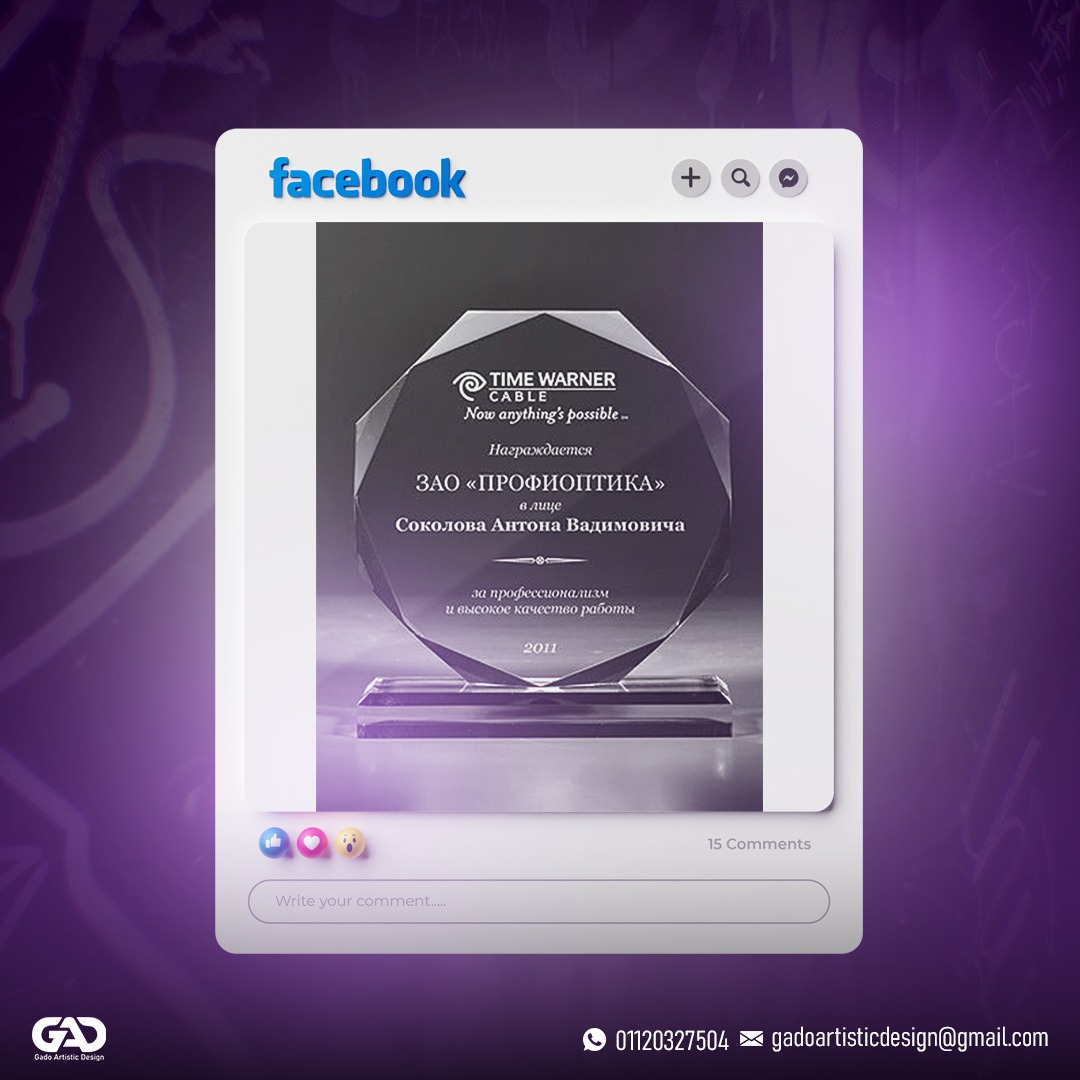 facebook
TIME WARNER
CABLE
Now anything's possible
Награждается
ЗАО «ПРОФИОПТИКА»
в лице
Соколова Антона Вадимовича
за профессионализм
и высокое качество работы
2011
15 Comments
Write your comment.....
GAD
Gado Artistic Design
01120327504
gadoartisticdesign@gmail.com